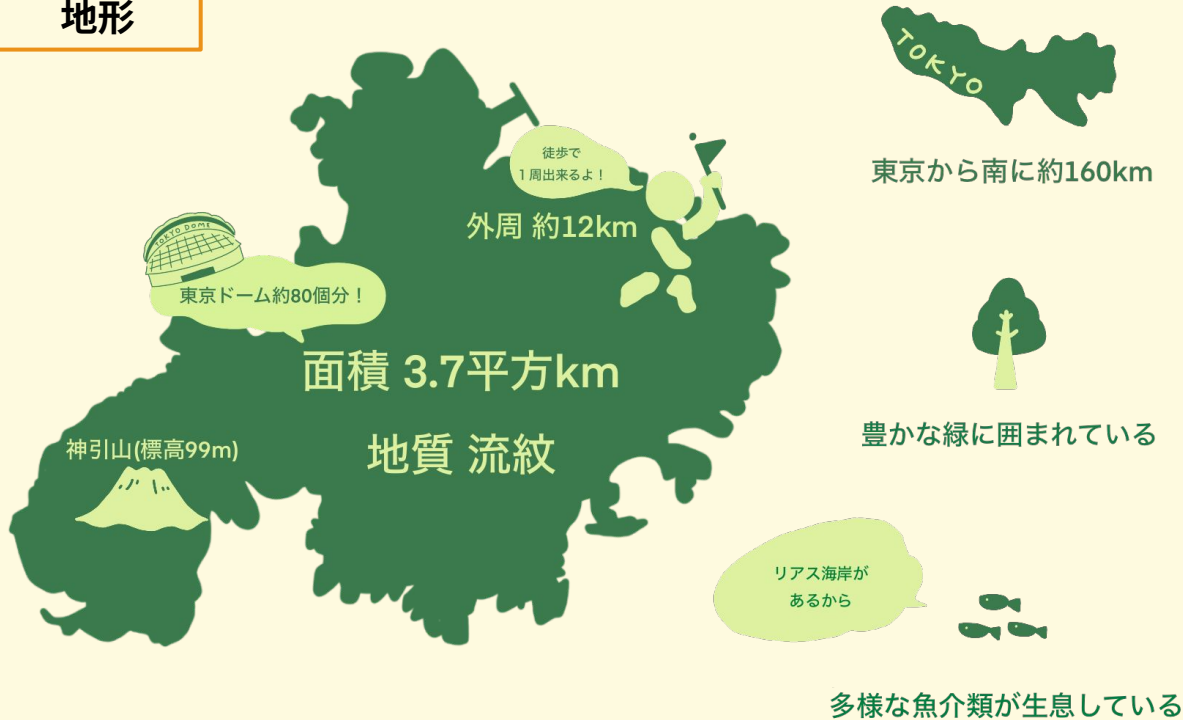 地形
TOKYO
東京から南に約160km
徒歩で
1周出来るよ！
外周 約12km
TOKYO DOME
東京ドーム約80個分！
面積 3.7平方km
地質 流紋
神引山(標高99m)
豊かな緑に囲まれている
リアス海岸が
あるから
多様な魚介類が生息している